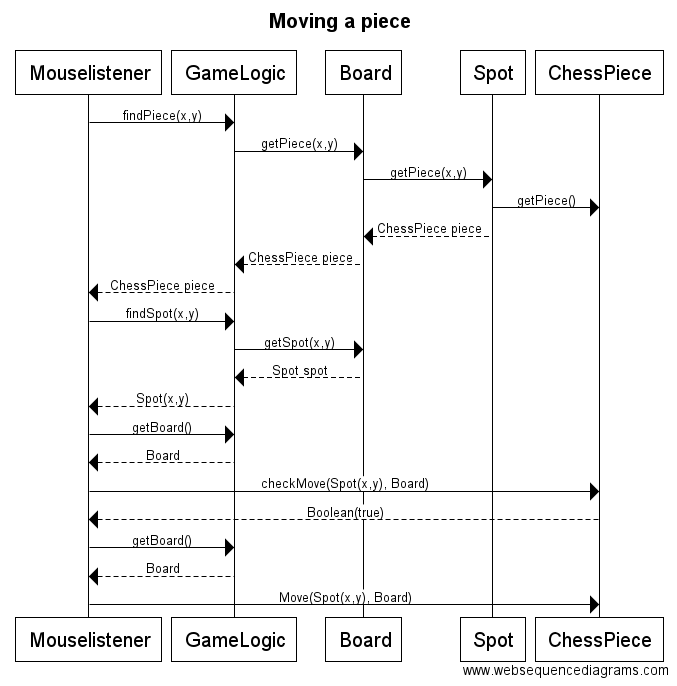 Moving a piece
Mouselistener GameLogic Board Spot ChessPiece
findPiece(x,y)
getPiece(x,y)
getPiece(x,y)
getPiece()
ChessPiece piece
ChessPiece piece
ChessPiece piece
findSpot(x,y)
getSpot(x,y)
Spot spot
Spot(x,y)
getBoard()
Board
checkMove(Spot(x,y), Board)
Boolean(true)
getBoard()
Board
Move(Spot(x,y), Board)
Mouselistener GameLogic Board Spot ChessPiece
www.websequencediagrams.com